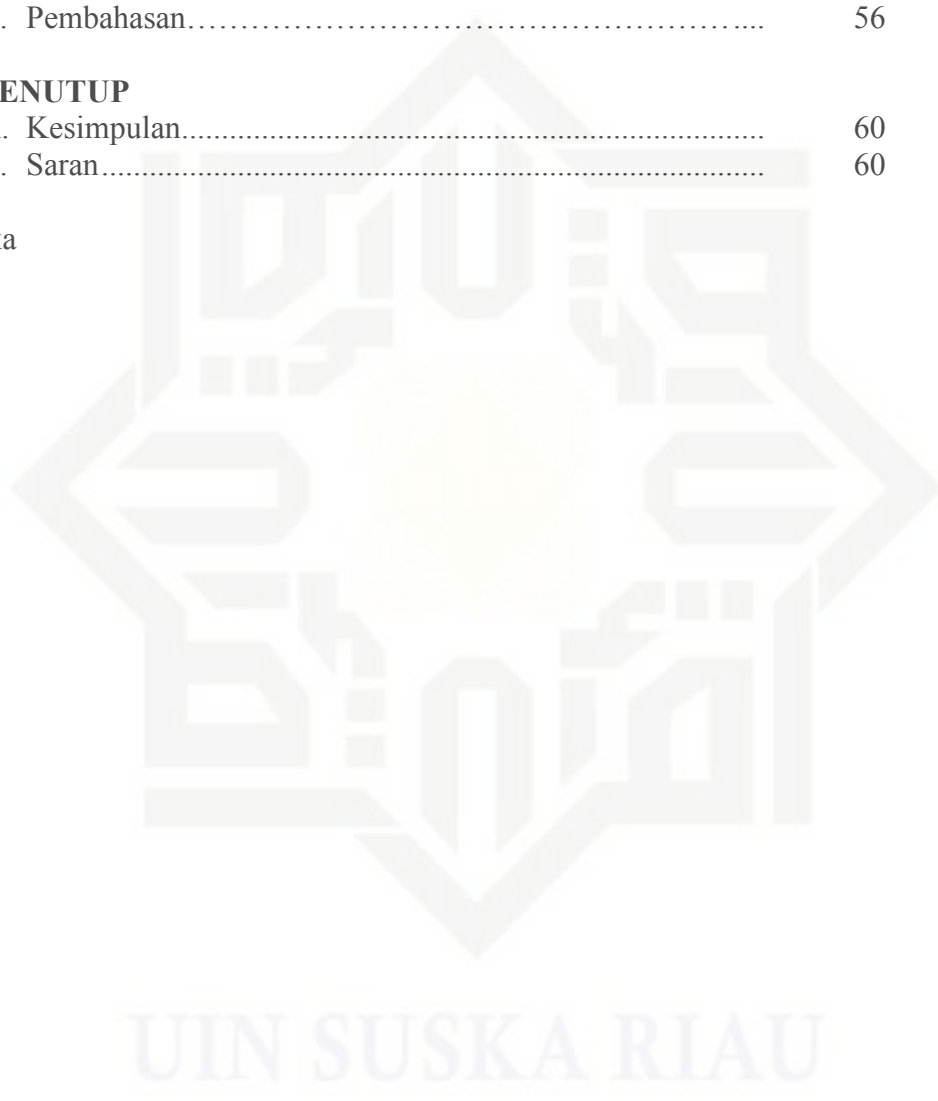 . Pembahasan……………………………………………………... 56
ENUTUP
. Kesimpulan.......................................................................... 60
. Saran.................................................................................... 60
a
UIN SUSKA RIAU